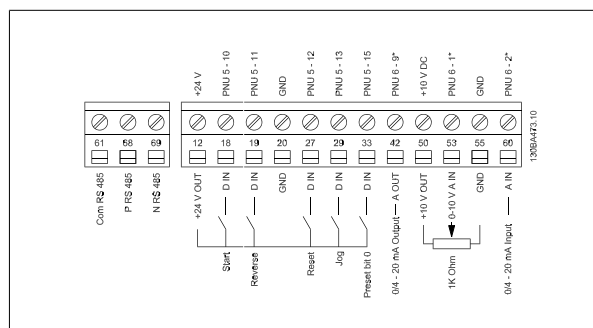 +24 V
PNU 5 - 10
PNU 5 - 11
GND
PNU 5 - 12
PNU 5 - 13
PNU 5 - 15
PNU 6 - 9*
+10 V DC
PNU 6 - 1*
GND
PNU 6 - 2*
61 68 69 12 18 19 20 27 29 33 42 50 53 55 60
Com RS 485
P RS 485
N RS 485
+24 V OUT
D IN
D IN
GND
D IN
D IN
D IN
A OUT
+10 V OUT
0-10 V A IN
GND
A IN
Start
Reverse
Reset
Jog
Preset bit 0
0/4 - 20 mA Output
1K Ohm
0/4 - 20 mA Input
130BA473.10